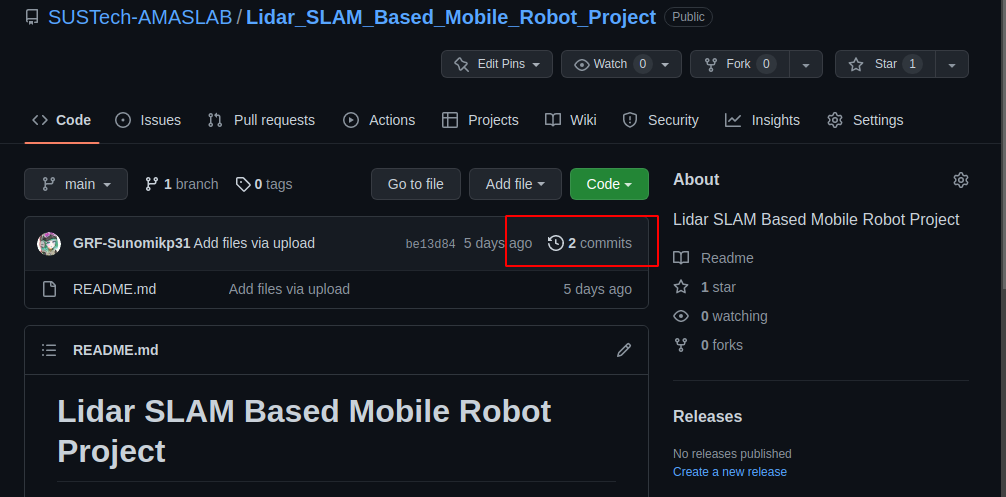 SUSTech-AMASLAB / Lidar_SLAM_Based_Mobile_Robot_Project Public
Edit Pins Watch 0 Fork 0 Star 1
Code Issues Pull requests Actions Projects Wiki Security Insights Settings
main 1 branch 0 tags Go to file Add file Code
GRF-Sunomikp31 Add files via upload be13d84 5 days ago 2 commits
README.md Add files via upload 5 days ago
README.md
Lidar SLAM Based Mobile Robot
Project
About
Lidar SLAM Based Mobile Robot Project
Readme
1 star
0 watching
0 forks
Releases
No releases published
Create a new release